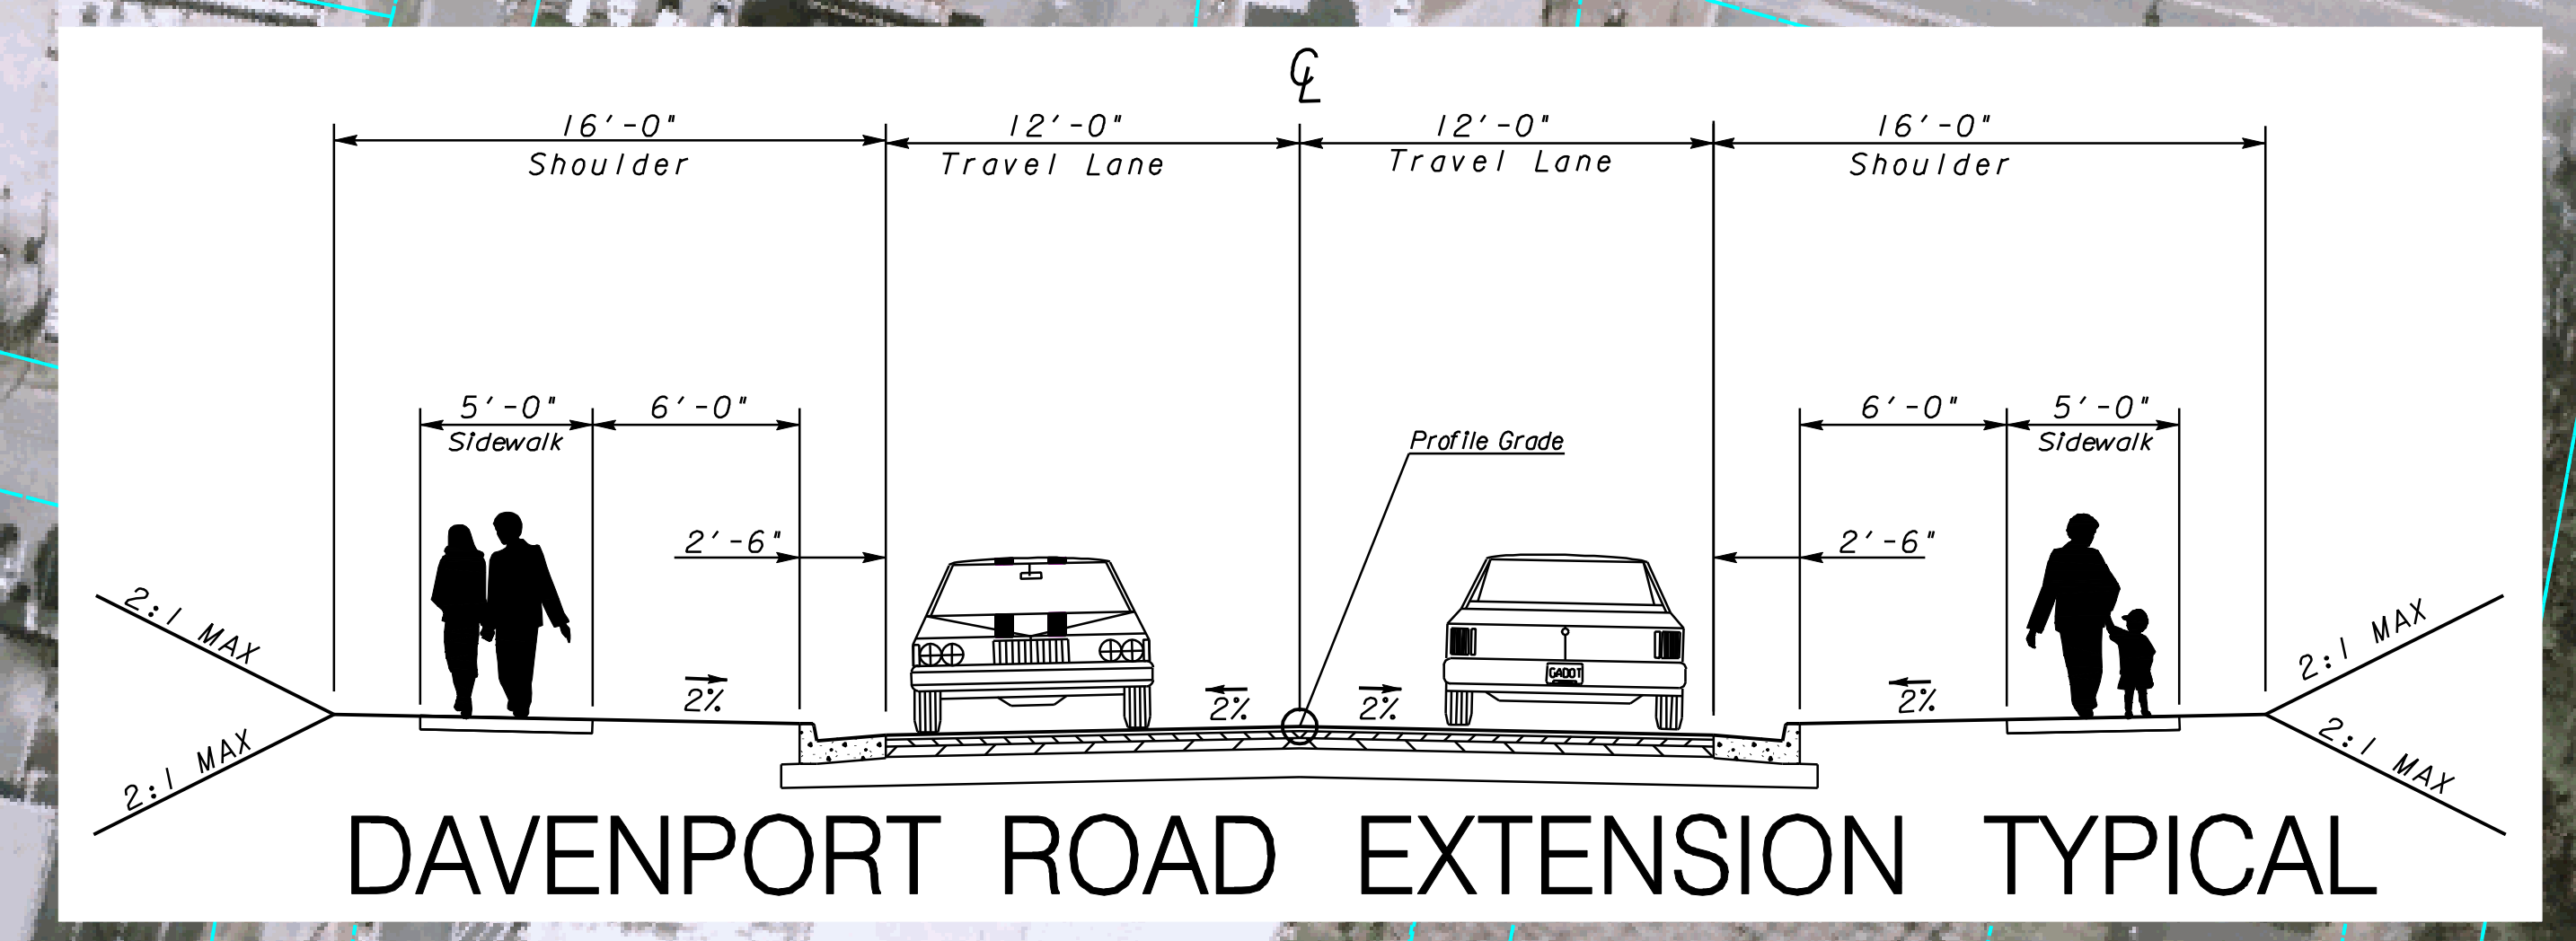 ℄
16'-0" 12'-0" 12'-0" 16'-0"
Shoulder Travel Lane Travel Lane Shoulder
5'-0" 6'-0" 6'-0" 5'-0"
Sidewalk Profile Grade Sidewalk
2'-6" 2'-6"
2:1 MAX 2:1 MAX
GADOT
2% 2% 2% 2%
2:1 MAX 2:1 MAX
DAVENPORT ROAD EXTENSION TYPICAL